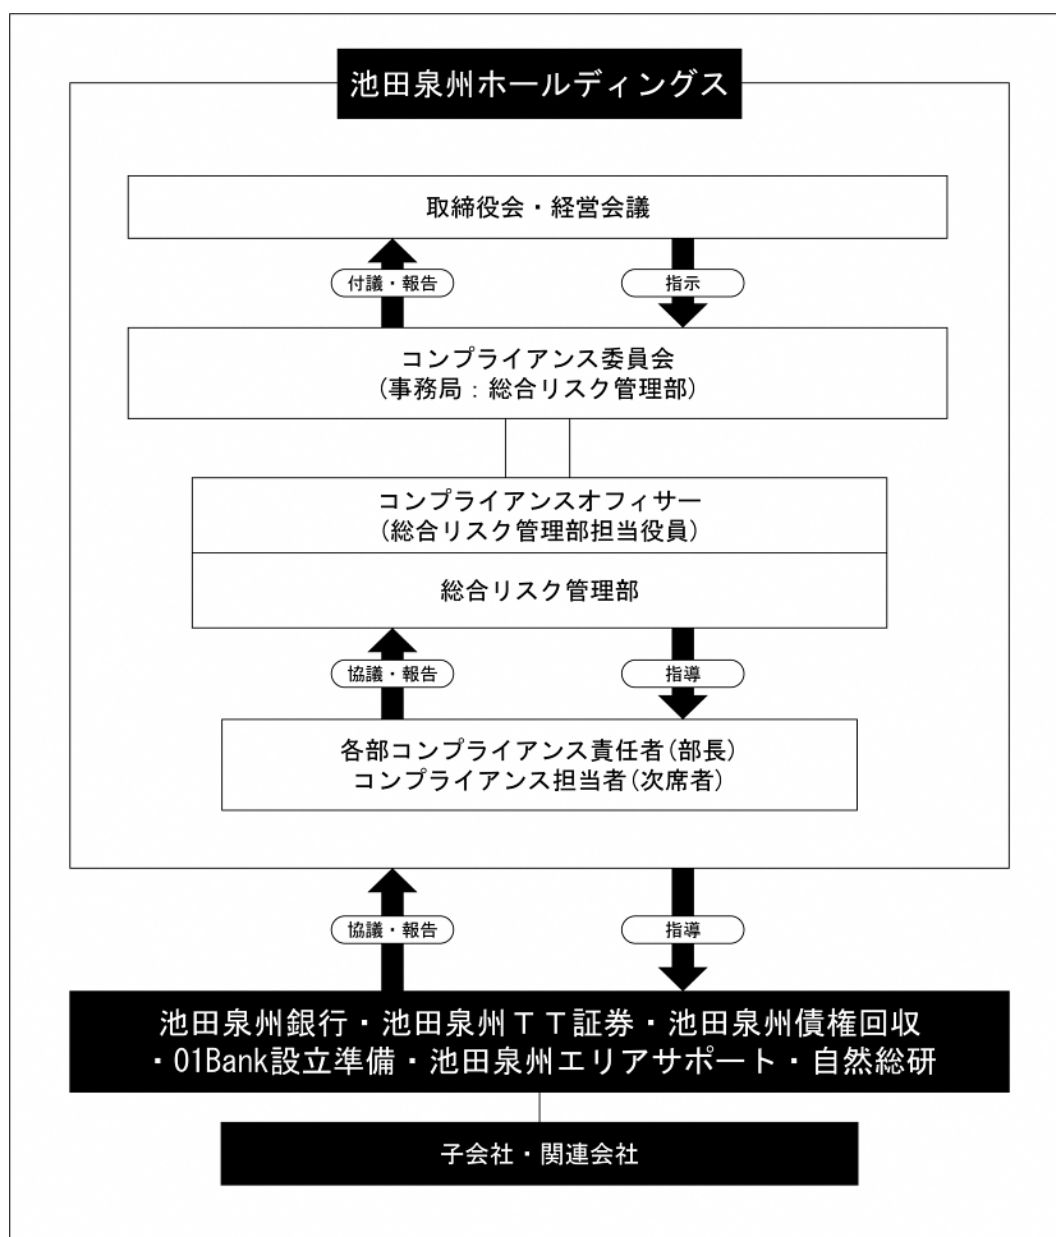 池田泉州ホールディングス
取締役会・経営会議
付議・報告
指示
コンプライアンス委員会
(事務局：総合リスク管理部)
コンプライアンスオフィサー
(総合リスク管理部担当役員)
総合リスク管理部
協議・報告
指導
各部コンプライアンス責任者(部長)
コンプライアンス担当者(次席者)
協議・報告
指導
池田泉州銀行・池田泉州ＴＴ証券・池田泉州債権回収
・01Bank設立準備・池田泉州エリアサポート・自然総研
子会社・関連会社